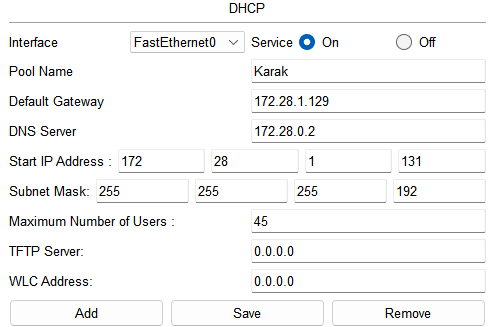 DHCP
Interface FastEthernet0 Service On Off
Pool Name Karak
Default Gateway 172.28.1.129
DNS Server 172.28.0.2
Start IP Address : 172 28 1 131
Subnet Mask: 255 255 255 192
Maximum Number of Users : 45
TFTP Server: 0.0.0.0
WLC Address: 0.0.0.0
Add Save Remove